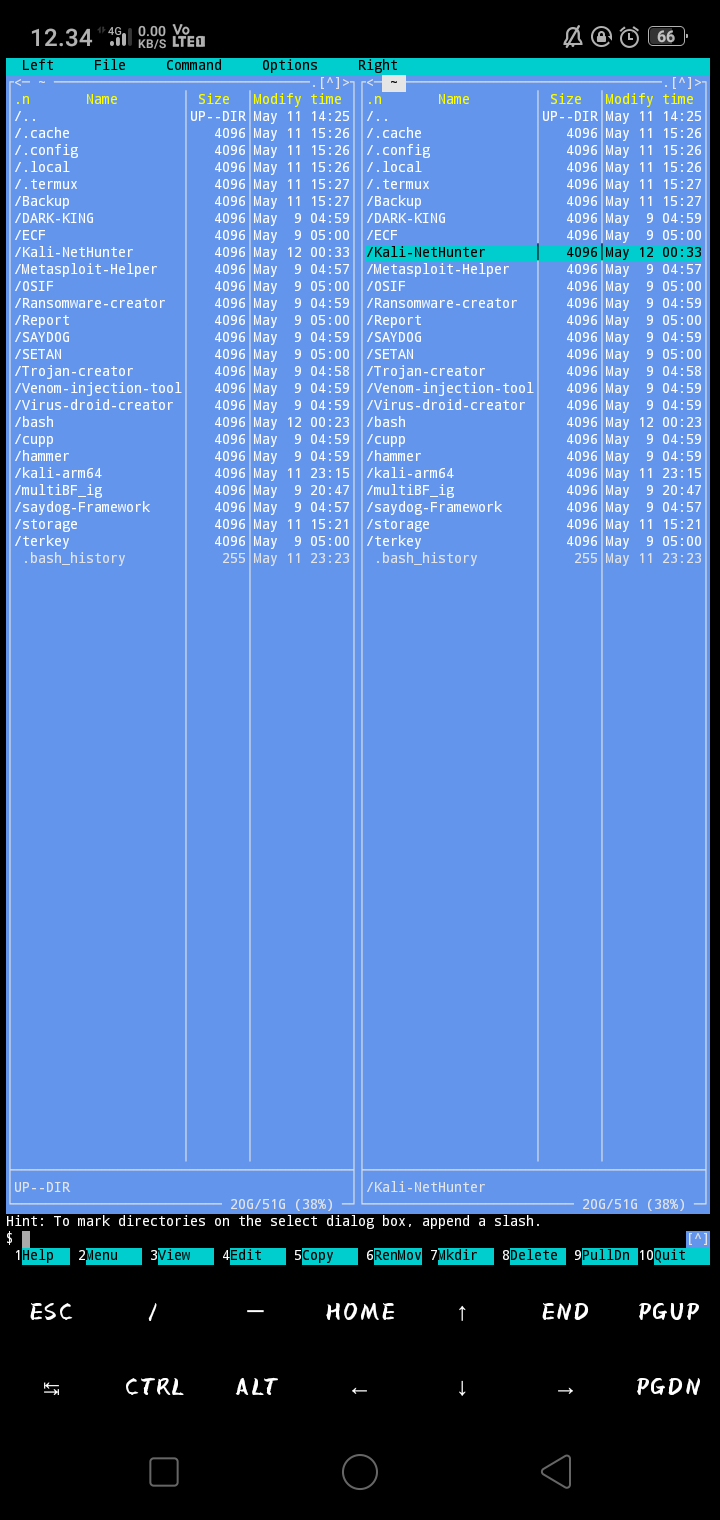 12.34 4G 0.00 KB/S Vo LTE1 66
Left File Command Options Right
<─ ~ .[^]> <─ ~ .[^]>
.n Name Size Modify time .n Name Size Modify time
/.. UP--DIR May 11 14:25 /.. UP--DIR May 11 14:25
/.cache 4096 May 11 15:26 /.cache 4096 May 11 15:26
/.config 4096 May 11 15:26 /.config 4096 May 11 15:26
/.local 4096 May 11 15:26 /.local 4096 May 11 15:26
/.termux 4096 May 11 15:27 /.termux 4096 May 11 15:27
/Backup 4096 May 11 15:27 /Backup 4096 May 11 15:27
/DARK-KING 4096 May 9 04:59 /DARK-KING 4096 May 9 04:59
/ECF 4096 May 9 05:00 /ECF 4096 May 9 05:00
/Kali-NetHunter 4096 May 12 00:33 /Kali-NetHunter 4096 May 12 00:33
/Metasploit-Helper 4096 May 9 04:57 /Metasploit-Helper 4096 May 9 04:57
/OSIF 4096 May 9 05:00 /OSIF 4096 May 9 05:00
/Ransomware-creator 4096 May 9 04:59 /Ransomware-creator 4096 May 9 04:59
/Report 4096 May 9 05:00 /Report 4096 May 9 05:00
/SAYDOG 4096 May 9 04:59 /SAYDOG 4096 May 9 04:59
/SETAN 4096 May 9 05:00 /SETAN 4096 May 9 05:00
/Trojan-creator 4096 May 9 04:58 /Trojan-creator 4096 May 9 04:58
/Venom-injection-tool 4096 May 9 04:59 /Venom-injection-tool 4096 May 9 04:59
/Virus-droid-creator 4096 May 9 04:59 /Virus-droid-creator 4096 May 9 04:59
/bash 4096 May 12 00:23 /bash 4096 May 12 00:23
/cupp 4096 May 9 04:59 /cupp 4096 May 9 04:59
/hammer 4096 May 9 04:59 /hammer 4096 May 9 04:59
/kali-arm64 4096 May 11 23:15 /kali-arm64 4096 May 11 23:15
/multiBF_ig 4096 May 9 20:47 /multiBF_ig 4096 May 9 20:47
/saydog-Framework 4096 May 9 04:57 /saydog-Framework 4096 May 9 04:57
/storage 4096 May 11 15:21 /storage 4096 May 11 15:21
/terkey 4096 May 9 05:00 /terkey 4096 May 9 05:00
.bash_history 255 May 11 23:23 .bash_history 255 May 11 23:23
UP--DIR /Kali-NetHunter
20G/51G (38%) 20G/51G (38%)
Hint: To mark directories on the select dialog box, append a slash.
$ [^]
1Help 2Menu 3View 4Edit 5Copy 6RenMov 7Mkdir 8Delete 9PullDn 10Quit
ESC / — HOME ↑ END PGUP
↹ CTRL ALT ← ↓ → PGDN